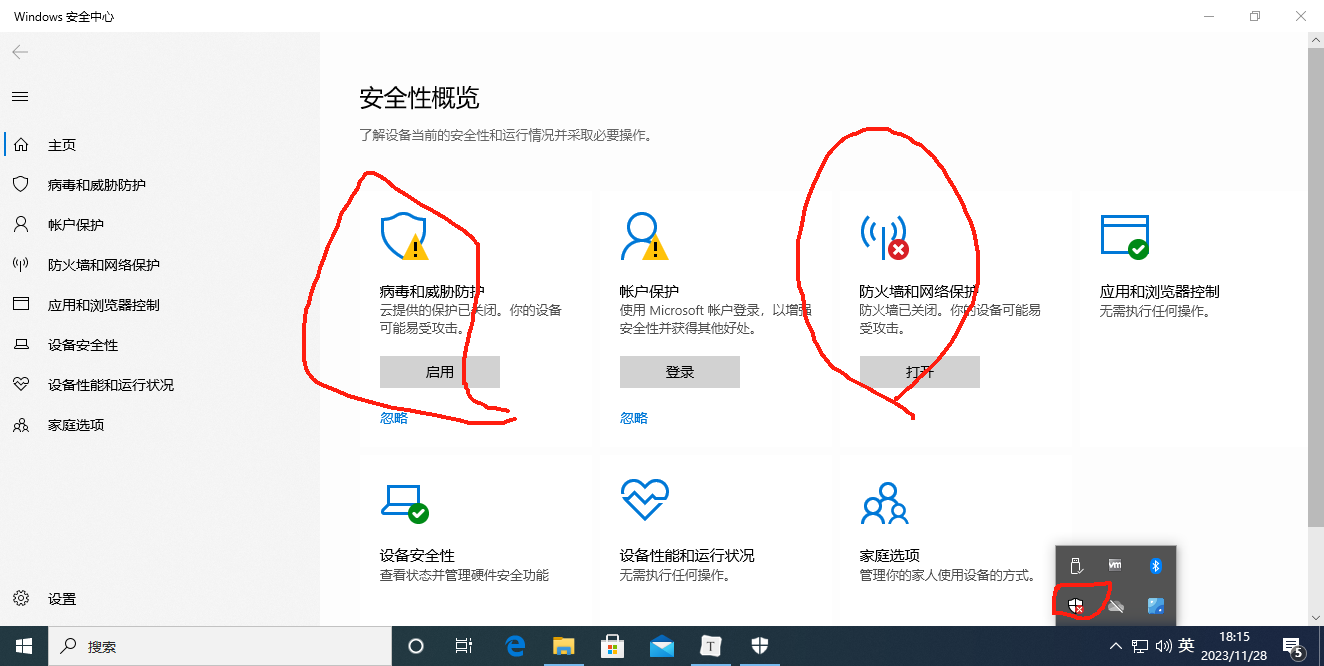 Windows 安全中心
主页
病毒和威胁防护
帐户保护
防火墙和网络保护
应用和浏览器控制
设备安全性
设备性能和运行状况
家庭选项
设置
安全性概览
了解设备当前的安全性和运行情况并采取必要操作。
病毒和威胁防护
云提供的保护已关闭。你的设备
可能易受攻击。
启用
忽略
帐户保护
使用 Microsoft 帐户登录，以增强
安全性并获得其他好处。
登录
忽略
防火墙和网络保护
防火墙已关闭。你的设备可能易
受攻击。
打开
应用和浏览器控制
无需执行任何操作。
设备安全性
查看状态并管理硬件安全功能
设备性能和运行状况
无需执行任何操作。
家庭选项
管理你的家人使用设备的方式。
vm
搜索
T
英
18:15
2023/11/28
5